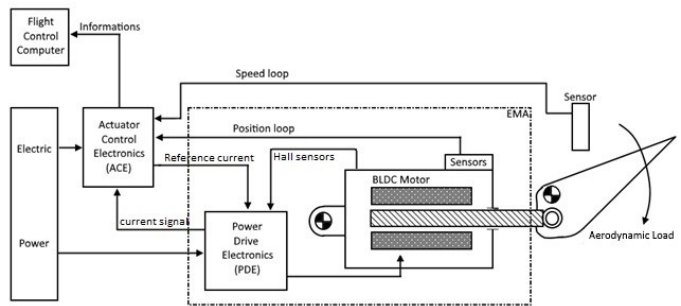 Flight
Control
Computer
Informations
Speed loop
Sensor
EMA
Electric
Power
Actuator
Control
Electronics
(ACE)
Position loop
Sensors
Reference current
Hall sensors
BLDC Motor
current signal
Power
Drive
Electronics
(PDE)
Aerodynamic Load